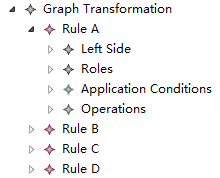 Graph Transformation
Rule A
Left Side
Roles
Application Conditions
Operations
Rule B
Rule C
Rule D